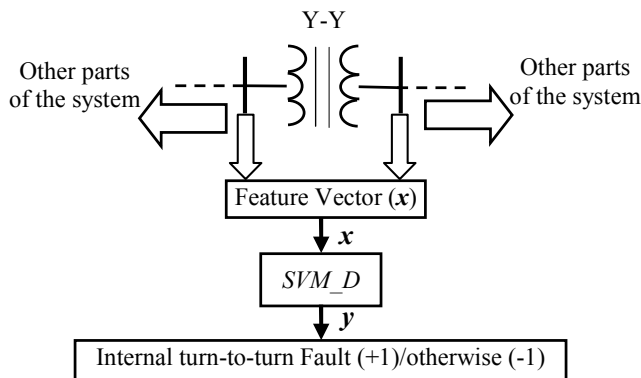 Y-Y
Other parts
of the system
Other parts
of the system
Feature Vector (x)
x
SVM_D
y
Internal turn-to-turn Fault (+1)/otherwise (-1)